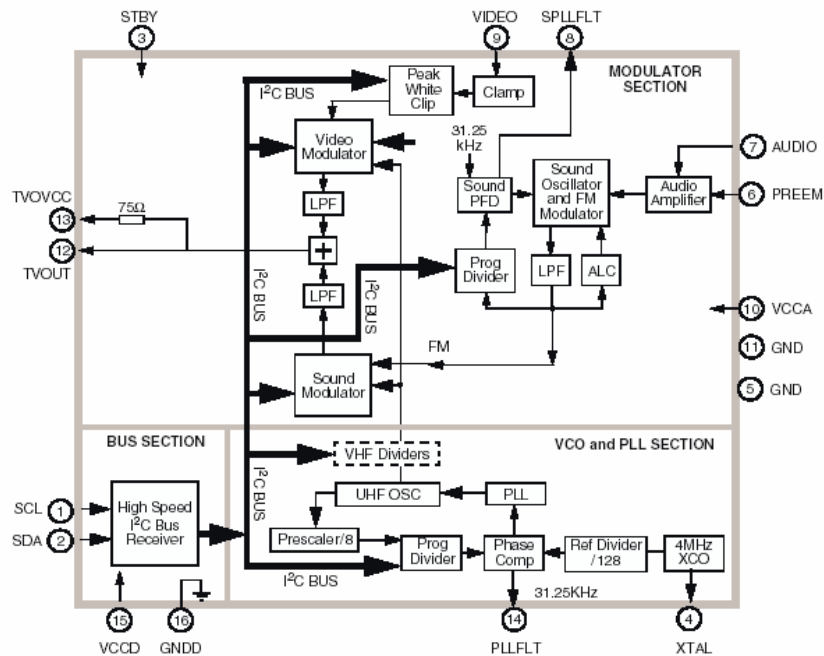 STBY
3
VIDEO
9
SPLLFLT
8
MODULATOR
SECTION
I²C BUS
Peak
White
Clip
Clamp
Video
Modulator
31.25
kHz
Sound
PFD
Sound
Oscillator
and FM
Modulator
Audio
Amplifier
7
AUDIO
6
PREEM
TVOVCC
13
75Ω
12
TVOUT
LPF
+
LPF
I²C BUS
I²C BUS
Prog
Divider
LPF
ALC
10
VCCA
11
GND
5
GND
FM
Sound
Modulator
BUS SECTION
VCO and PLL SECTION
VHF Dividers
I²C BUS
UHF OSC
PLL
SCL
1
SDA
2
High Speed
I²C Bus
Receiver
Prescaler/8
Prog
Divider
Phase
Comp
Ref Divider
/128
4MHz
XCO
I²C BUS
31.25KHz
15
VCCD
16
GNDD
14
PLLFLT
4
XTAL